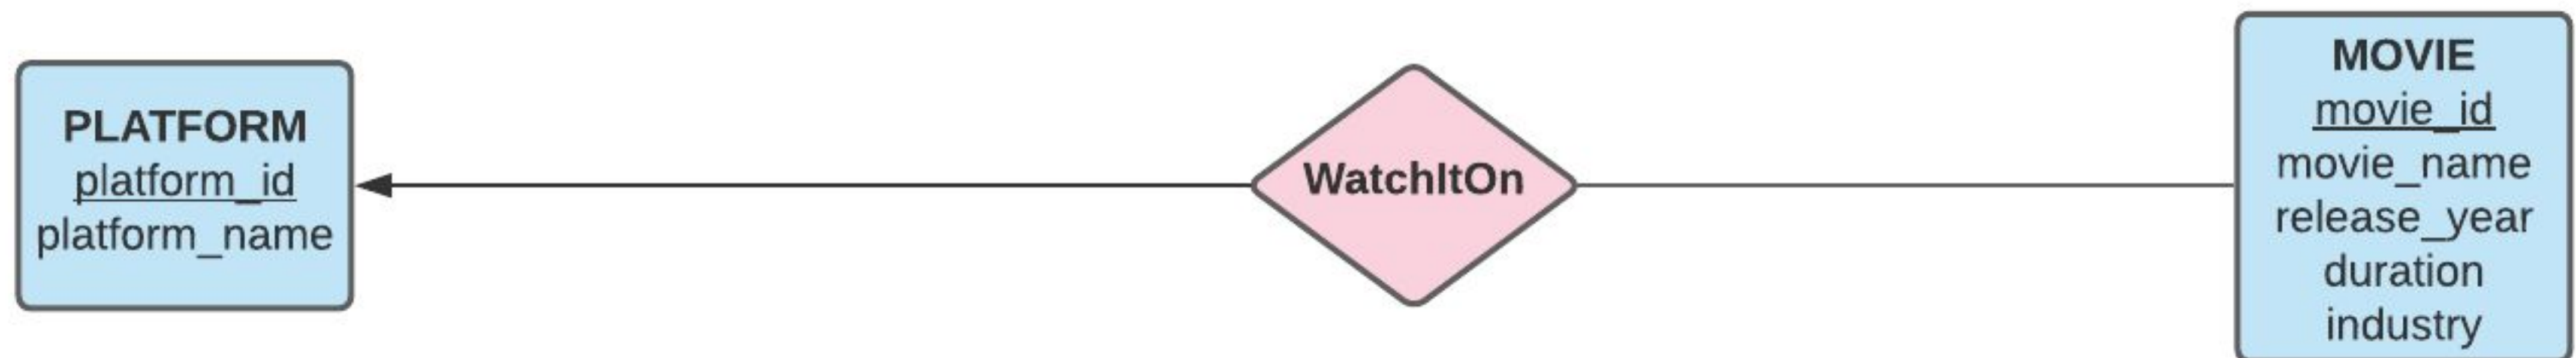 PLATFORM
platform_id
platform_name
WatchItOn
MOVIE
movie_id
movie_name
release_year
duration
industry